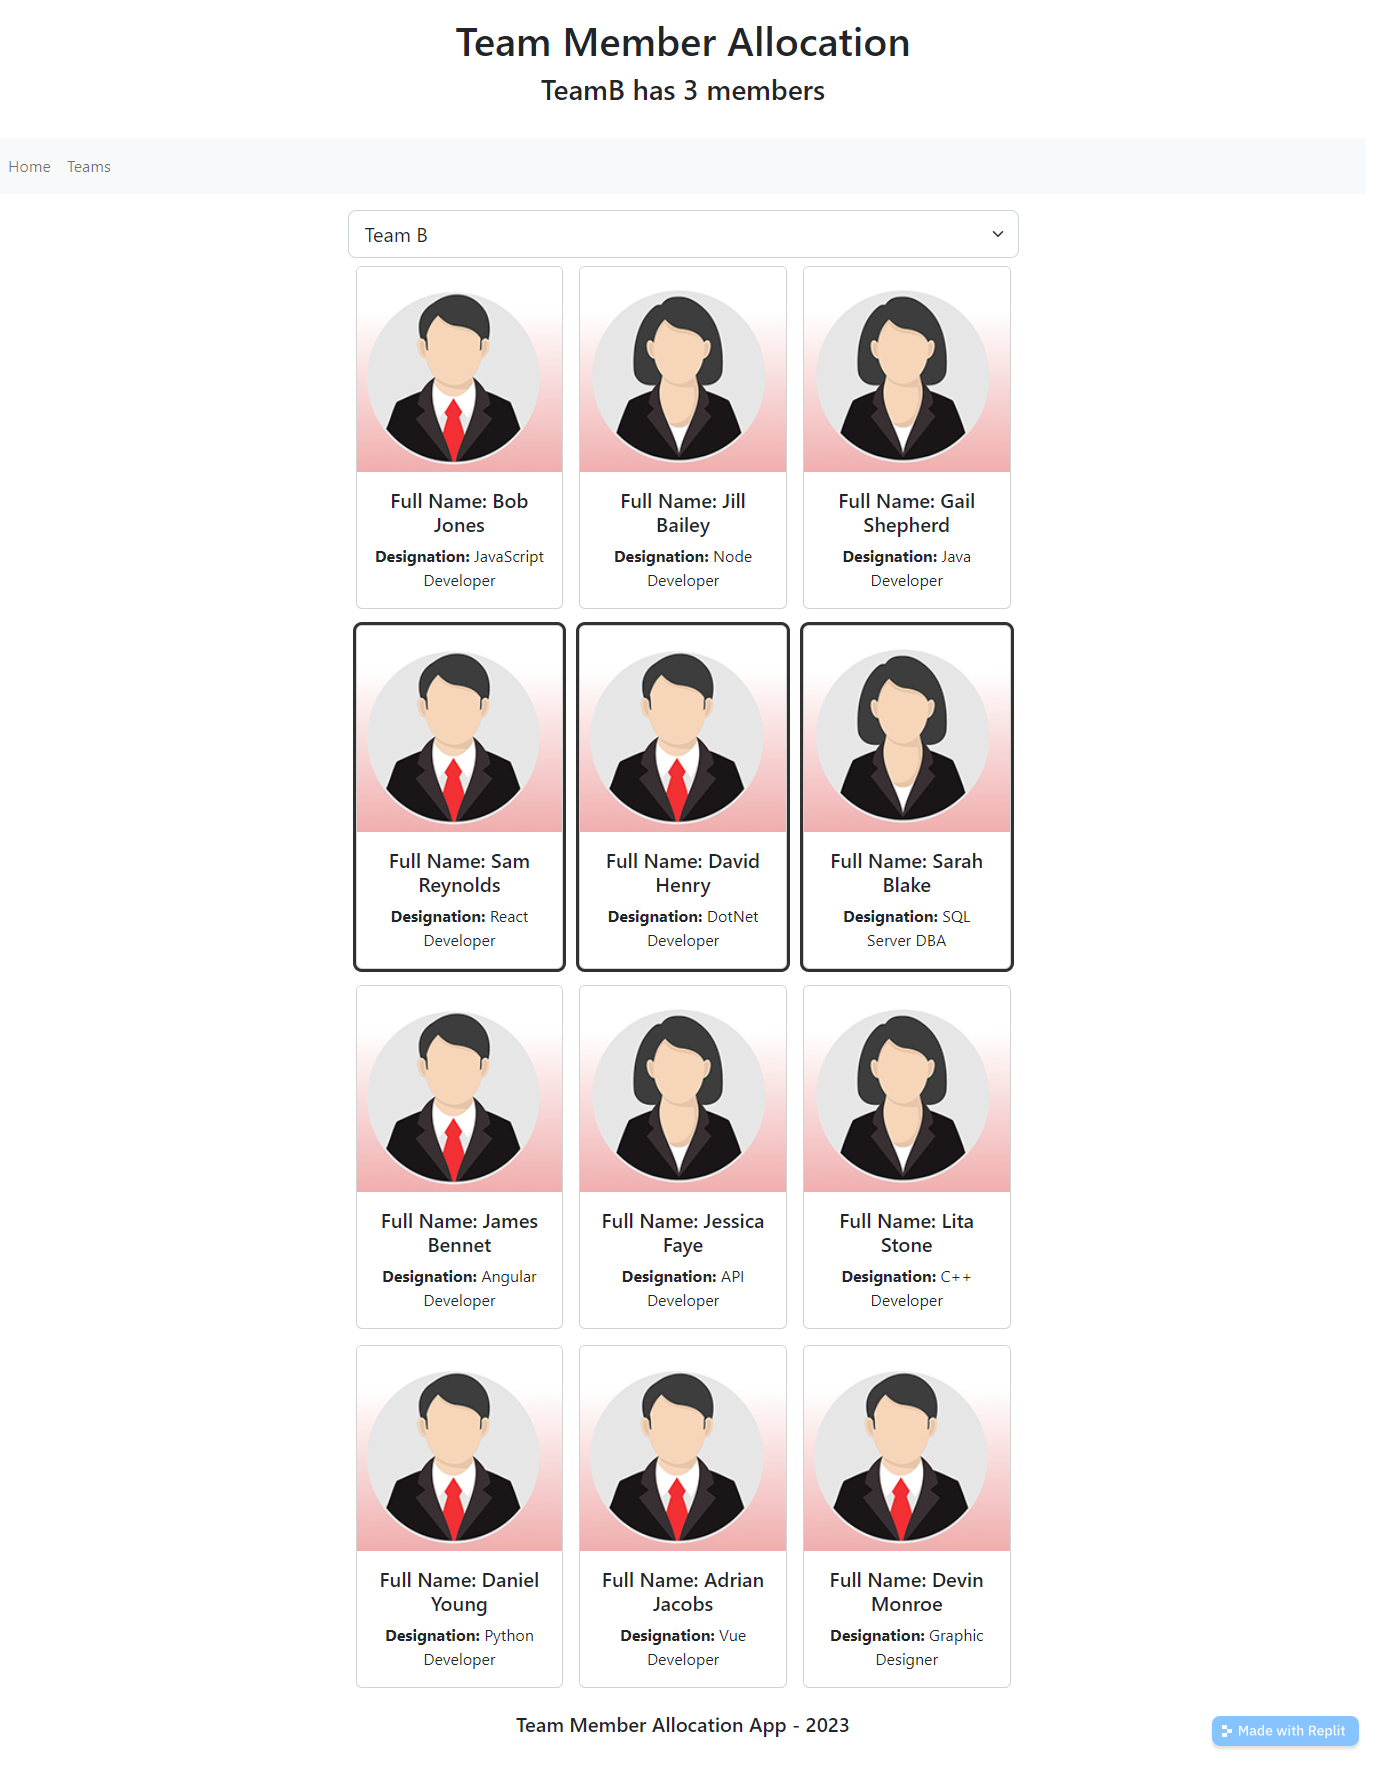 Team Member Allocation
TeamB has 3 members
Home Teams
Team B
Full Name: Bob
Jones
Designation: JavaScript
Developer
Full Name: Jill
Bailey
Designation: Node
Developer
Full Name: Gail
Shepherd
Designation: Java
Developer
Full Name: Sam
Reynolds
Designation: React
Developer
Full Name: David
Henry
Designation: DotNet
Developer
Full Name: Sarah
Blake
Designation: SQL
Server DBA
Full Name: James
Bennet
Designation: Angular
Developer
Full Name: Jessica
Faye
Designation: API
Developer
Full Name: Lita
Stone
Designation: C++
Developer
Full Name: Daniel
Young
Designation: Python
Developer
Full Name: Adrian
Jacobs
Designation: Vue
Developer
Full Name: Devin
Monroe
Designation: Graphic
Designer
Team Member Allocation App - 2023
Made with Replit